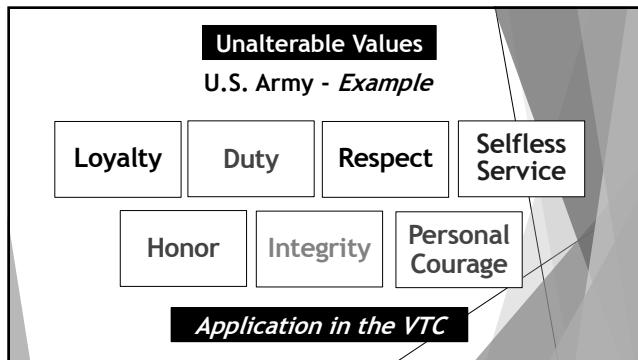 Unalterable Values
U.S. Army - Example
Loyalty
Duty
Respect
Selfless
Service
Honor
Integrity
Personal
Courage
Application in the VTC